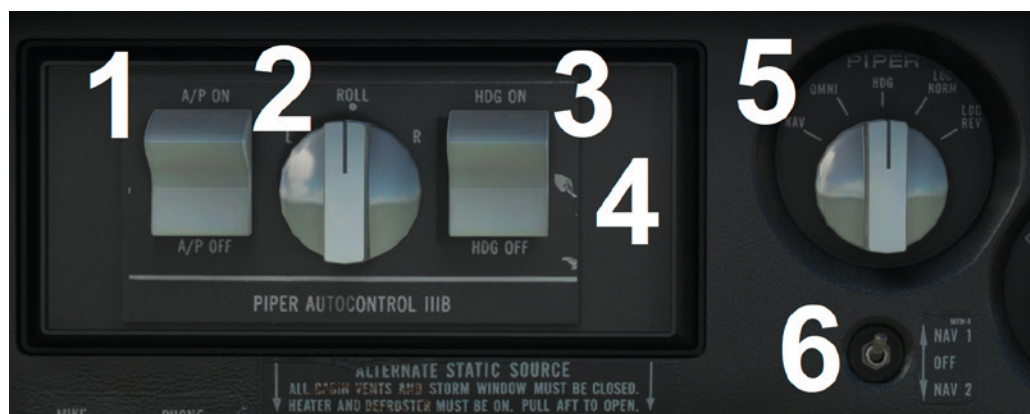 1
A/P ON
A/P OFF
2
L
ROLL
R
HDG ON
HDG OFF
3
4
PIPER AUTOCONTROL IIIB
5
PIPER
NAV
OMNI
HDG
LOC NORM
LOC REV
6
NAV 1
OFF
NAV 2
ALTERNATE STATIC SOURCE
ALL CABIN VENTS AND STORM WINDOW MUST BE CLOSED.
HEATER AND DEFROSTER MUST BE ON. PULL AFT TO OPEN.
MIKE
PHONE